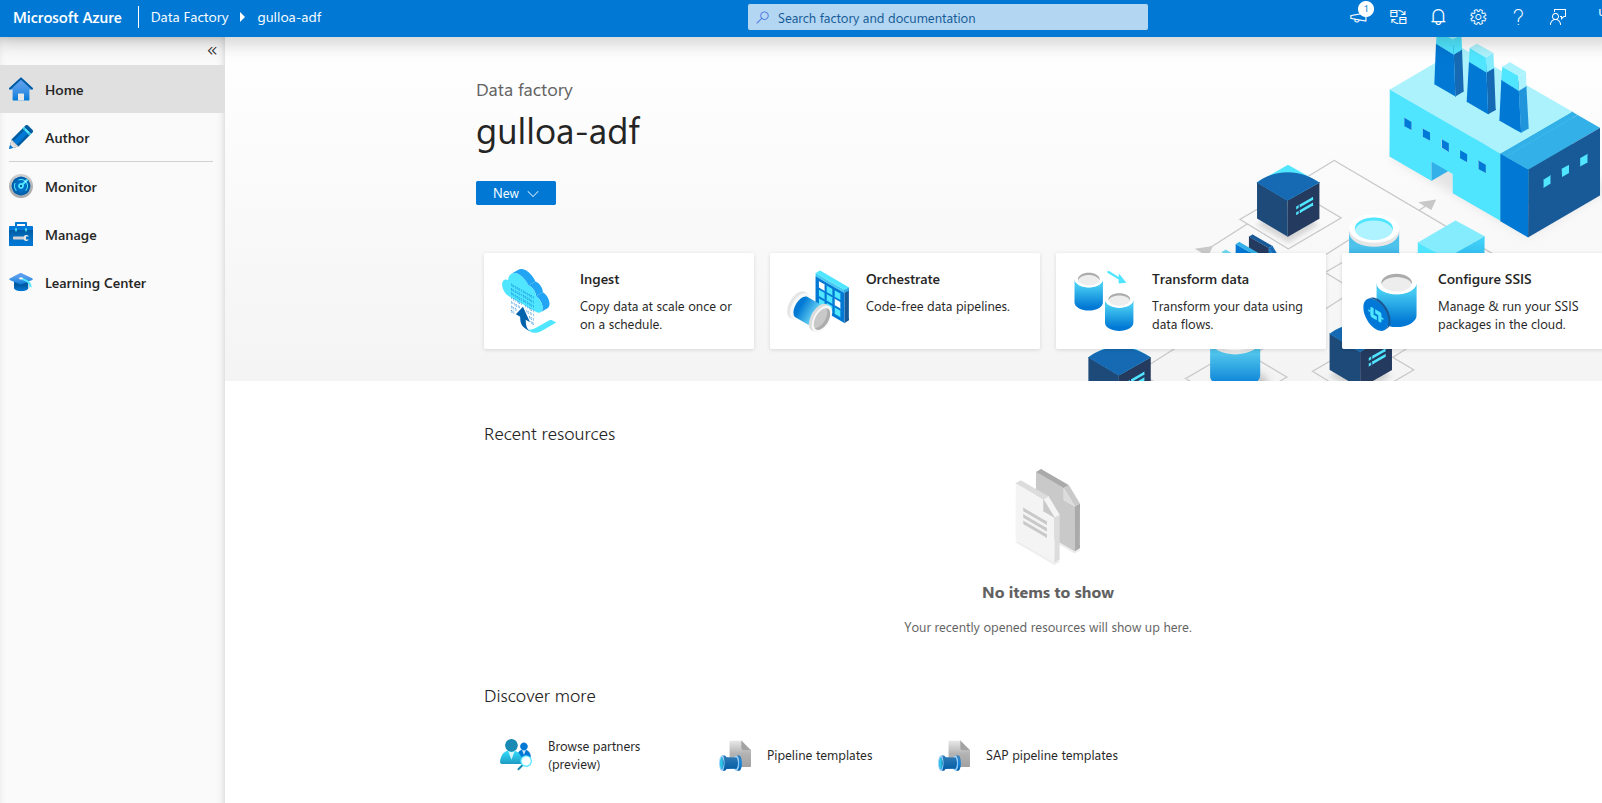 Microsoft Azure
Data Factory
gulloa-adf
Search factory and documentation
1
Home
Author
Monitor
Manage
Learning Center
Data factory
gulloa-adf
New
Ingest
Copy data at scale once or
on a schedule.
Orchestrate
Code-free data pipelines.
Transform data
Transform your data using
data flows.
Configure SSIS
Manage & run your SSIS
packages in the cloud.
Recent resources
No items to show
Your recently opened resources will show up here.
Discover more
Browse partners
(preview)
Pipeline templates
SAP pipeline templates